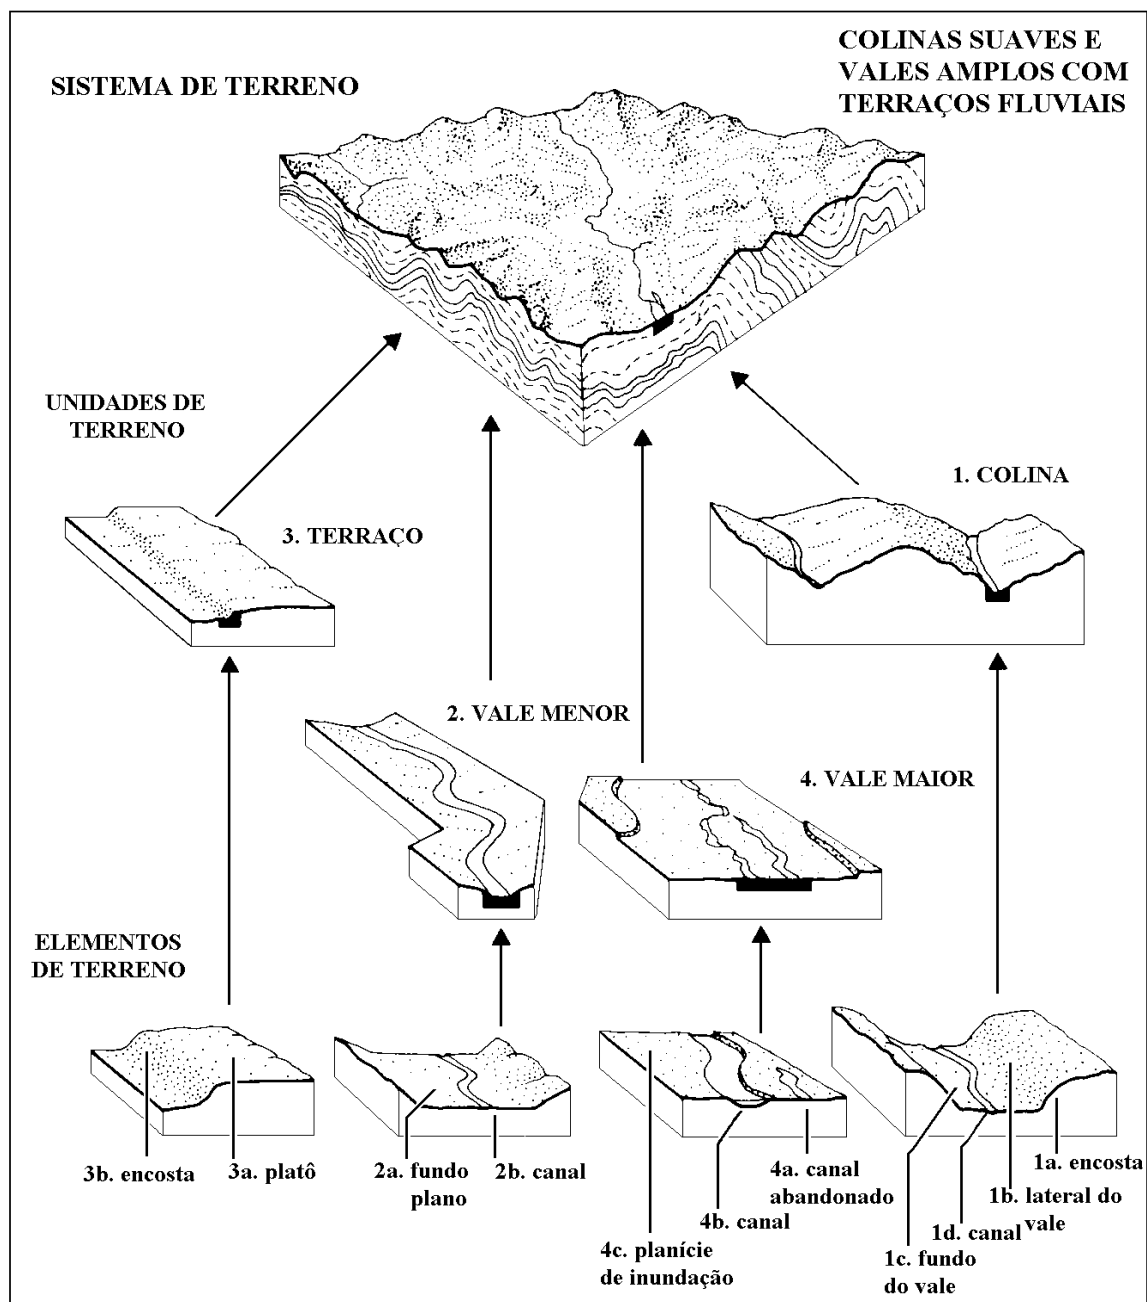 SISTEMA DE TERRENO
COLINAS SUAVES E
VALES AMPLOS COM
TERRAÇOS FLUVIAIS
UNIDADES DE
TERRENO
1. COLINA
3. TERRAÇO
2. VALE MENOR
4. VALE MAIOR
ELEMENTOS
DE TERRENO
3b. encosta
3a. platô
2a. fundo
plano
2b. canal
4a. canal
abandonado
4b. canal
4c. planície
de inundação
1a. encosta
1b. lateral do
vale
1d. canal
1c. fundo
do vale